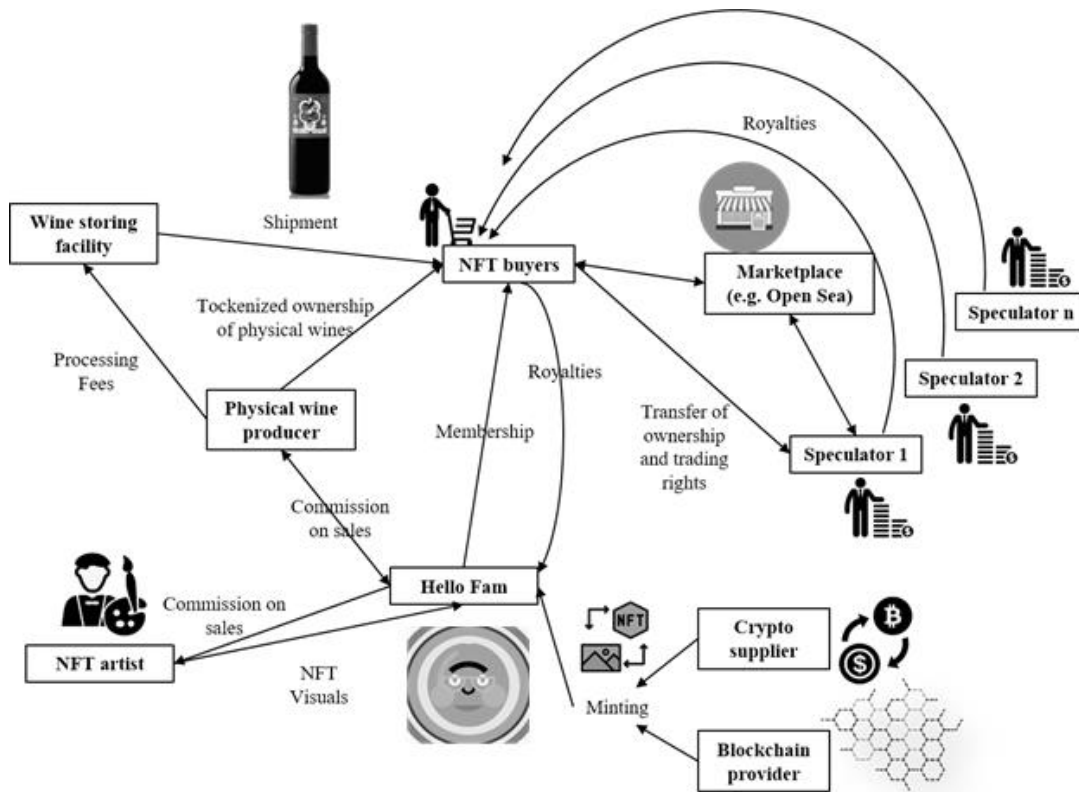 Royalties
Shipment
Wine storing
facility
NFT buyers
Marketplace
(e.g. Open Sea)
Speculator n
Tockenized ownership
of physical wines
Processing
Fees
Royalties
Speculator 2
Physical wine
producer
Membership
Transfer of
ownership
and trading
rights
Speculator 1
Commission
on sales
Hello Fam
Commission on
sales
NFT artist
NFT
Visuals
NFT
Minting
Crypto
supplier
Blockchain
provider